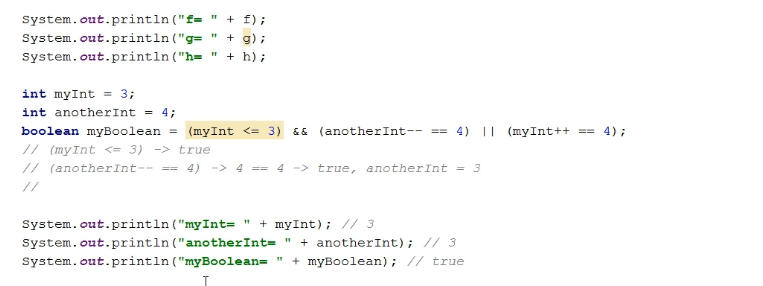 System.out.println("f= " + f);
System.out.println("g= " + g);
System.out.println("h= " + h);
int myInt = 3;
int anotherInt = 4;
boolean myBoolean = (myInt <= 3) && (anotherInt-- == 4) || (myInt++ == 4);
// (myInt <= 3) -> true
// (anotherInt-- == 4) -> 4 == 4 -> true, anotherInt = 3
//
System.out.println("myInt= " + myInt); // 3
System.out.println("anotherInt= " + anotherInt); // 3
System.out.println("myBoolean= " + myBoolean); // true